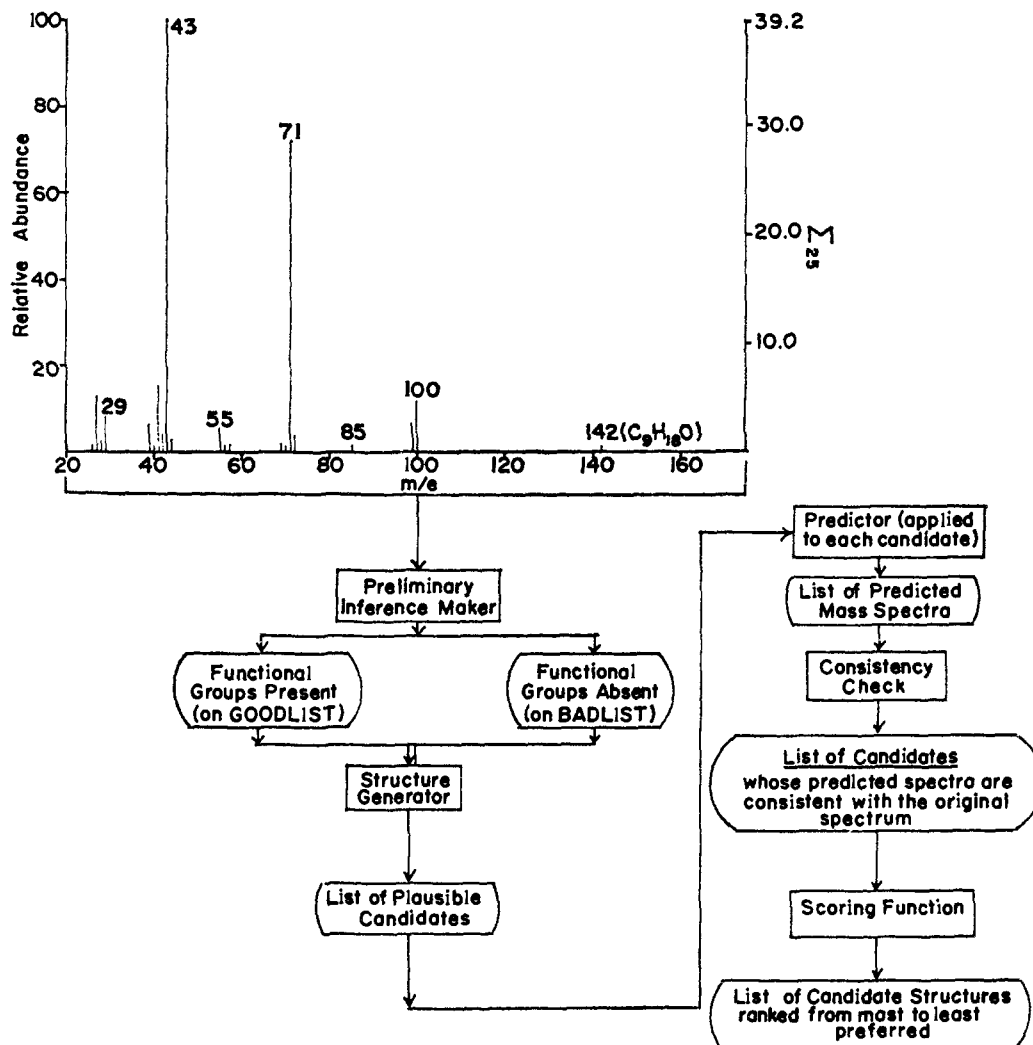 100
80
60
40
20
Relative Abundance
43
71
29
55
85
100
142(C₉H₁₈O)
39.2
30.0
20.0
10.0
Σ₂₅
20 40 60 80 100 120 140 160
m/e
Preliminary
Inference Maker
Functional
Groups Present
(on GOODLIST)
Functional
Groups Absent
(on BADLIST)
Structure
Generator
List of Plausible
Candidates
Predictor (applied
to each candidate)
List of Predicted
Mass Spectra
Consistency
Check
List of Candidates
whose predicted spectra are
consistent with the original
spectrum
Scoring Function
List of Candidate Structures
ranked from mast to least
preferred